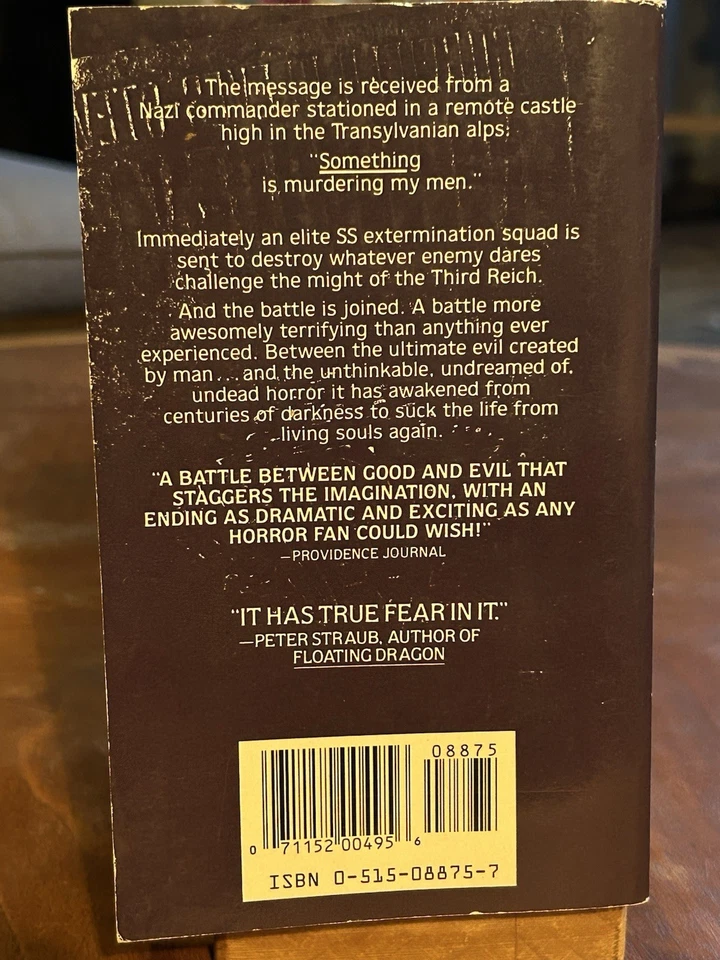 The message is received from a
Nazi commander stationed in a remote castle
high in the Transylvanian alps:
"Something
is murdering my men."
Immediately an elite SS extermination squad is
sent to destroy whatever enemy dares
challenge the might of the Third Reich.
And the battle is joined. A battle more
awesomely terrifying than anything ever
experienced. Between the ultimate evil created
by man...and the unthinkable, undreamed of,
undead horror it has awakened from
centuries of darkness to suck the life from
living souls again.
"A BATTLE BETWEEN GOOD AND EVIL THAT
STAGGERS THE IMAGINATION, WITH AN
ENDING AS DRAMATIC AND EXCITING AS ANY
HORROR FAN COULD WISH!"
—PROVIDENCE JOURNAL
"IT HAS TRUE FEAR IN IT."
—PETER STRAUB, AUTHOR OF
FLOATING DRAGON
08875
0 71152 00495 6
ISBN 0-515-08875-7